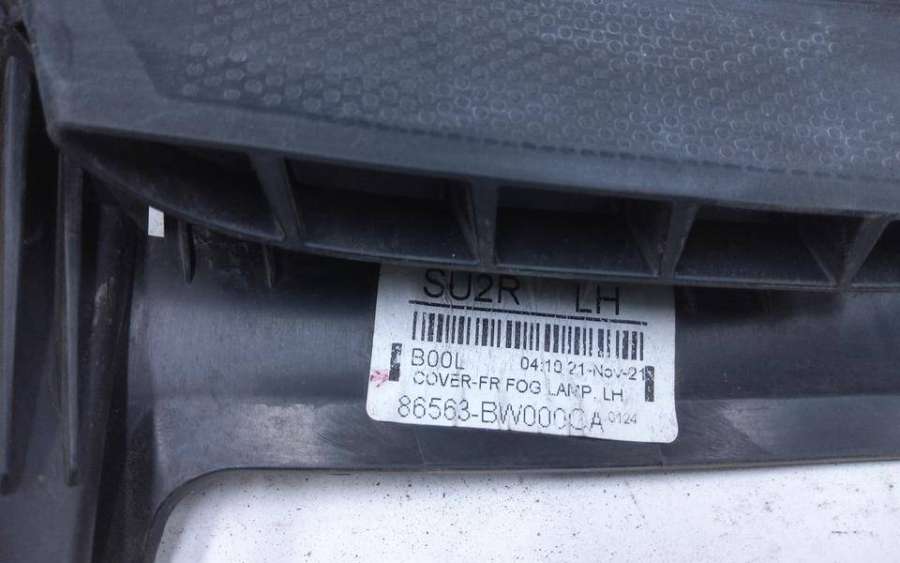 SU2R LH
B00L 04:10 21-Nov-21
COVER-FR FOG LAMP, LH
86563-BW000CA 0124